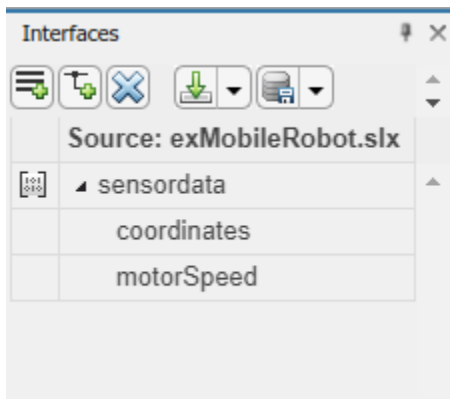 Interfaces
Source: exMobileRobot.slx
sensordata
coordinates
motorSpeed